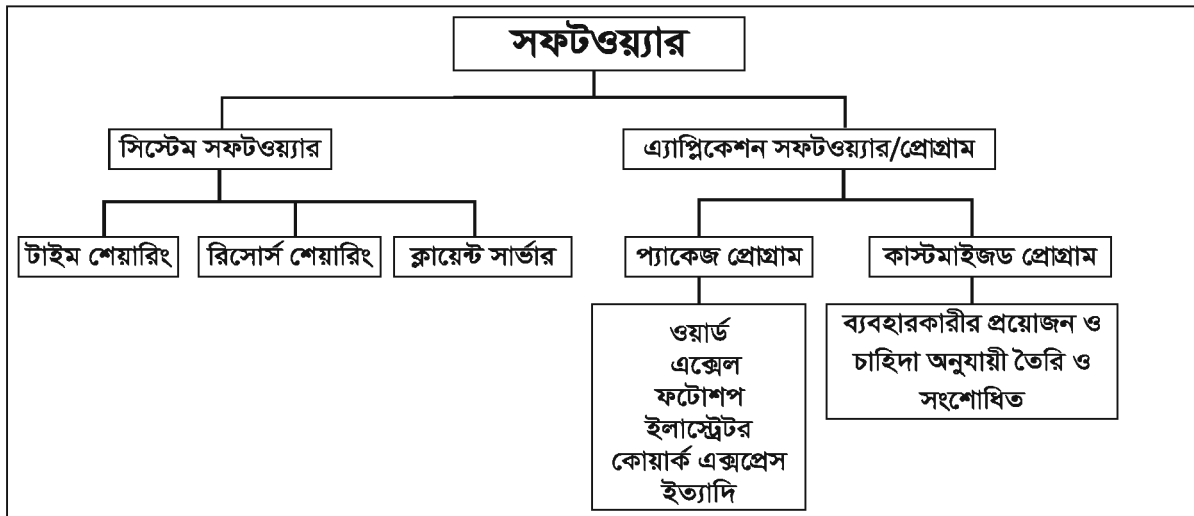 সফটওয়্যার
সিস্টেম সফটওয়্যার
এ্যাপ্লিকেশন সফটওয়্যার/প্রোগ্রাম
টাইম শেয়ারিং
রিসোর্স শেয়ারিং
ক্লায়েন্ট সার্ভার
প্যাকেজ প্রোগ্রাম
কাস্টমাইজড প্রোগ্রাম
ওয়ার্ড
এক্সেল
ফটোশপ
ইলাস্ট্রেটর
কোয়ার্ক এক্সপ্রেস
ইত্যাদি
ব্যবহারকারীর প্রয়োজন ও
চাহিদা অনুযায়ী তৈরি ও
সংশোধিত